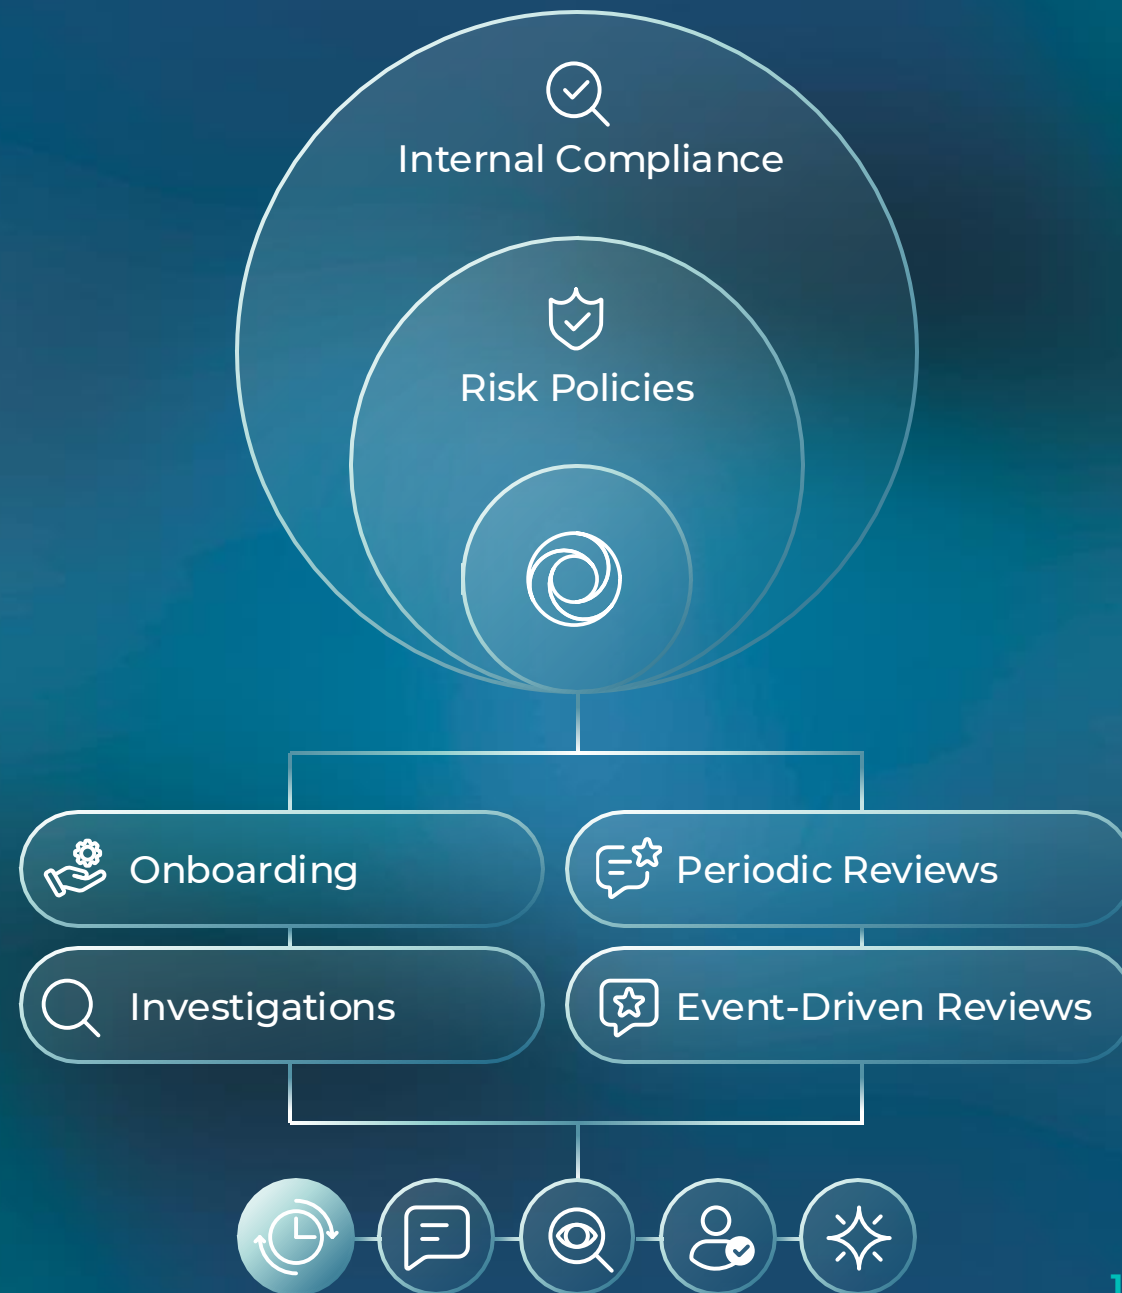 Internal Compliance
Risk Policies
Onboarding
Periodic Reviews
Investigations
Event-Driven Reviews